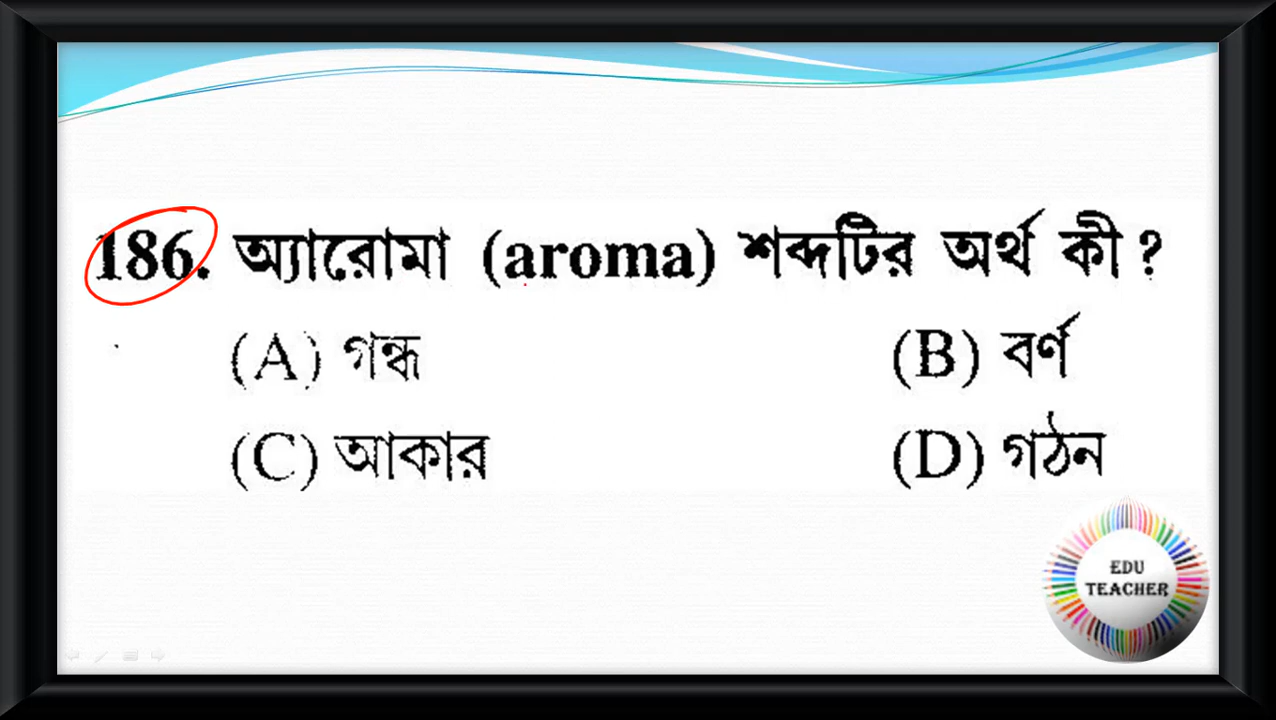 186. অ্যারোমা (aroma) শব্দটির অর্থ কী?
(A) গন্ধ (B) বর্ণ
(C) আকার (D) গঠন
EDU
TEACHER